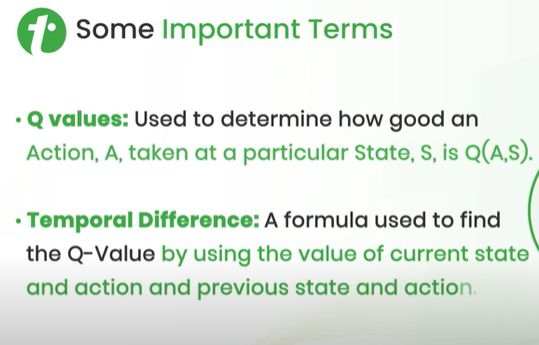 Some Important Terms
• Q values: Used to determine how good an
Action, A, taken at a particular State, S, is Q(A,S).
• Temporal Difference: A formula used to find
the Q-Value by using the value of current state
and action and previous state and action.